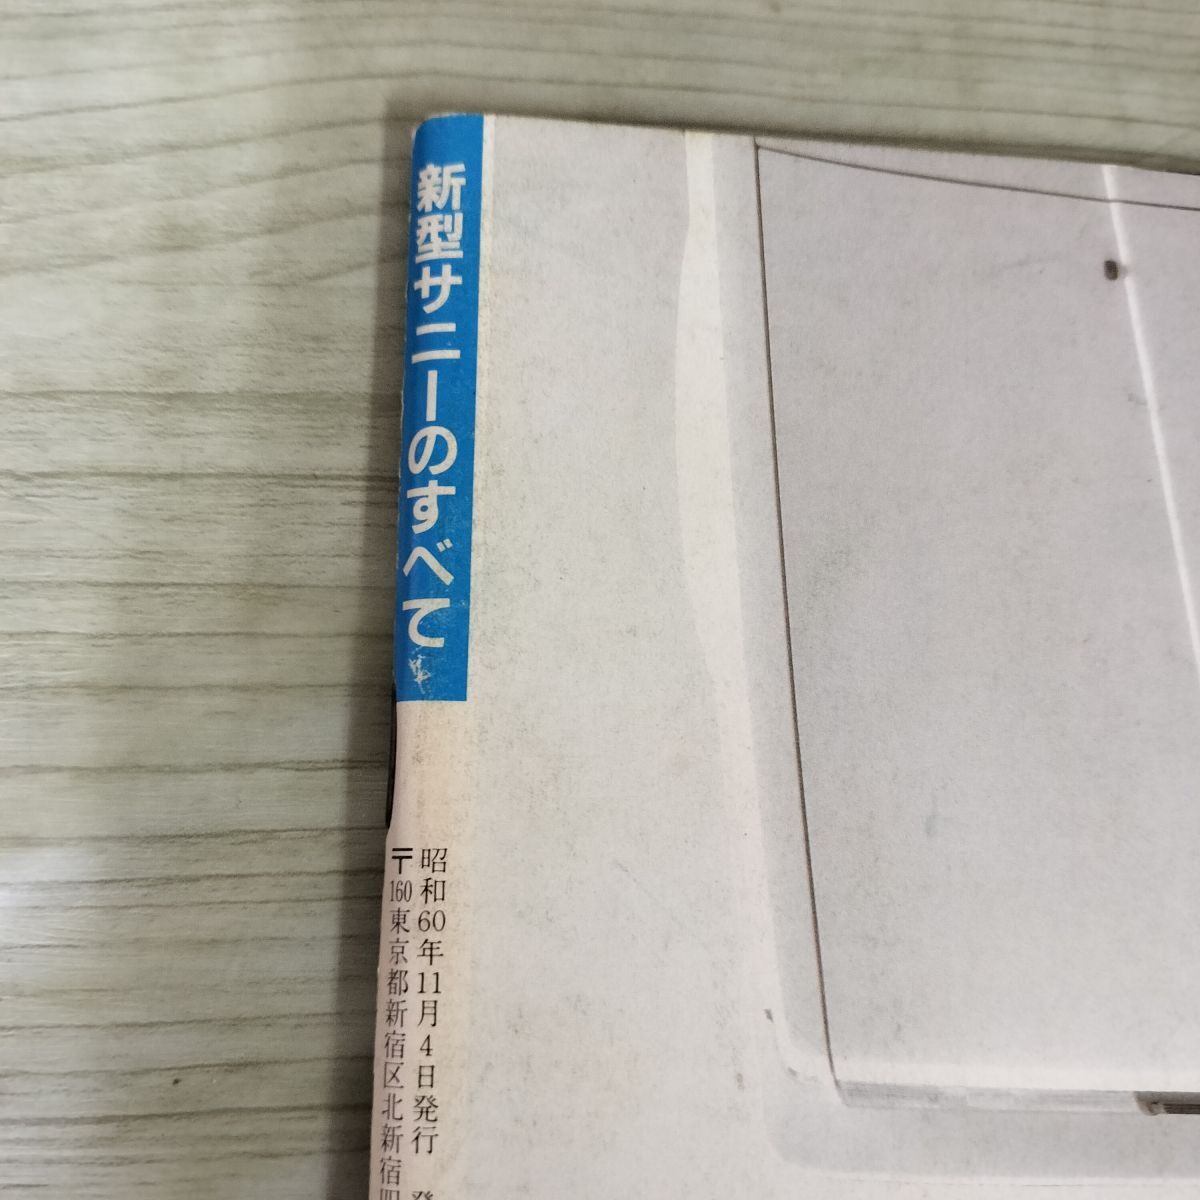 新型サニーのすべて
昭和60年11月4日発行 発
〒160東京都新宿区北新宿